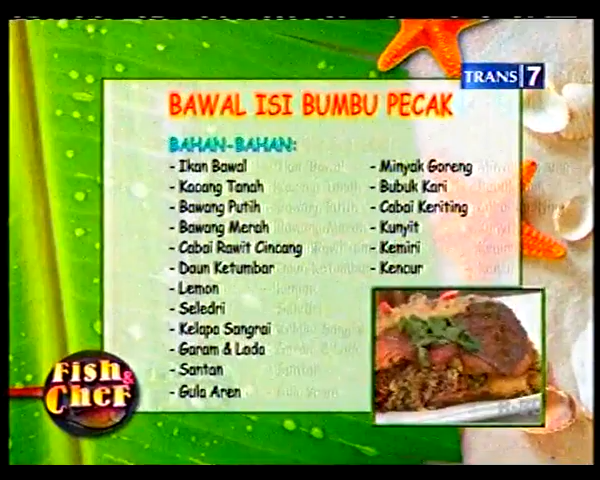 TRANS|7
BAWAL ISI BUMBU PECAK
BAHAN-BAHAN:
- Ikan Bawal
- Kacang Tanah
- Bawang Putih
- Bawang Merah
- Cabai Rawit Cincang
- Daun Ketumbar
- Lemon
- Seledri
- Kelapa Sangrai
- Garam & Lada
- Santan
- Gula Aren
- Minyak Goreng
- Bubuk Kari
- Cabai Keriting
- Kunyit
- Kemiri
- Kencur
Fish & Chef